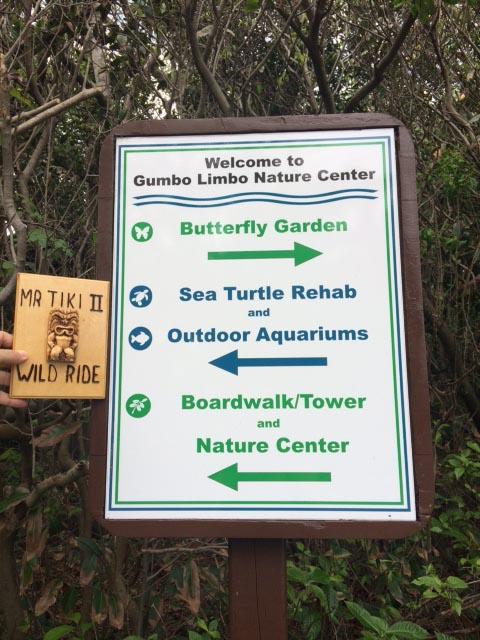 Welcome to
Gumbo Limbo Nature Center
Butterfly Garden
Sea Turtle Rehab
and
Outdoor Aquariums
Boardwalk/Tower
and
Nature Center
MR TIKI II
WILD RIDE